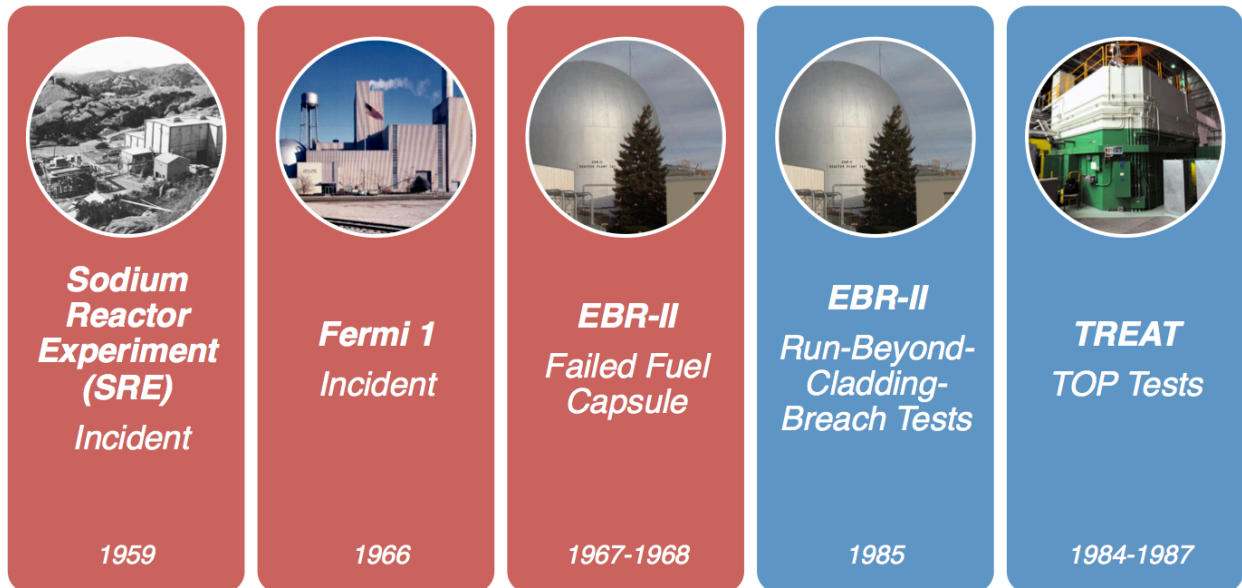 Sodium
Reactor
Experiment
(SRE)
Incident
1959
Fermi 1
Incident
1966
EBR-II
Failed Fuel
Capsule
1967-1968
EBR-II
Run-Beyond-
Cladding-
Breach Tests
1985
TREAT
TOP Tests
1984-1987